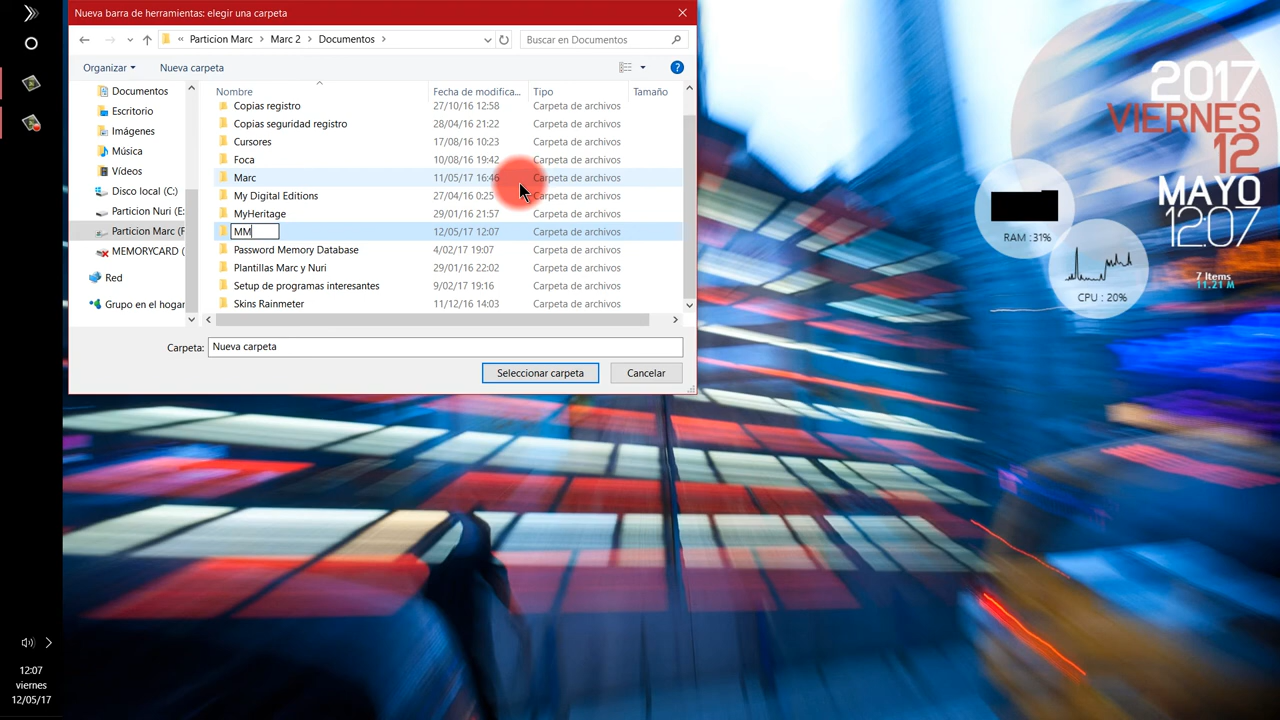 Nueva barra de herramientas: elegir una carpeta
« Particion Marc > Marc 2 > Documentos >
Buscar en Documentos
Organizar
Nueva carpeta
?
Nombre
Fecha de modifica...
Tipo
Tamaño
Documentos
Escritorio
Imágenes
Música
Vídeos
Disco local (C:)
Particion Nuri (E:
Particion Marc (F
MEMORYCARD (
Red
Grupo en el hogar
Copias registro 27/10/16 12:58 Carpeta de archivos
Copias seguridad registro 28/04/16 21:22 Carpeta de archivos
Cursores 17/08/16 10:23 Carpeta de archivos
Foca 10/08/16 19:42 Carpeta de archivos
Marc 11/05/17 16:46 Carpeta de archivos
My Digital Editions 27/04/16 0:25 Carpeta de archivos
MyHeritage 29/01/16 21:57 Carpeta de archivos
MM 12/05/17 12:07 Carpeta de archivos
Password Memory Database 4/02/17 19:07 Carpeta de archivos
Plantillas Marc y Nuri 29/01/16 22:02 Carpeta de archivos
Setup de programas interesantes 9/02/17 19:16 Carpeta de archivos
Skins Rainmeter 11/12/16 14:03 Carpeta de archivos
Carpeta: Nueva carpeta
Seleccionar carpeta
Cancelar
2017
VIERNES
12
MAYO
12:07
RAM : 31%
CPU : 20%
7 Items
11.21 M
12:07
viernes
12/05/17